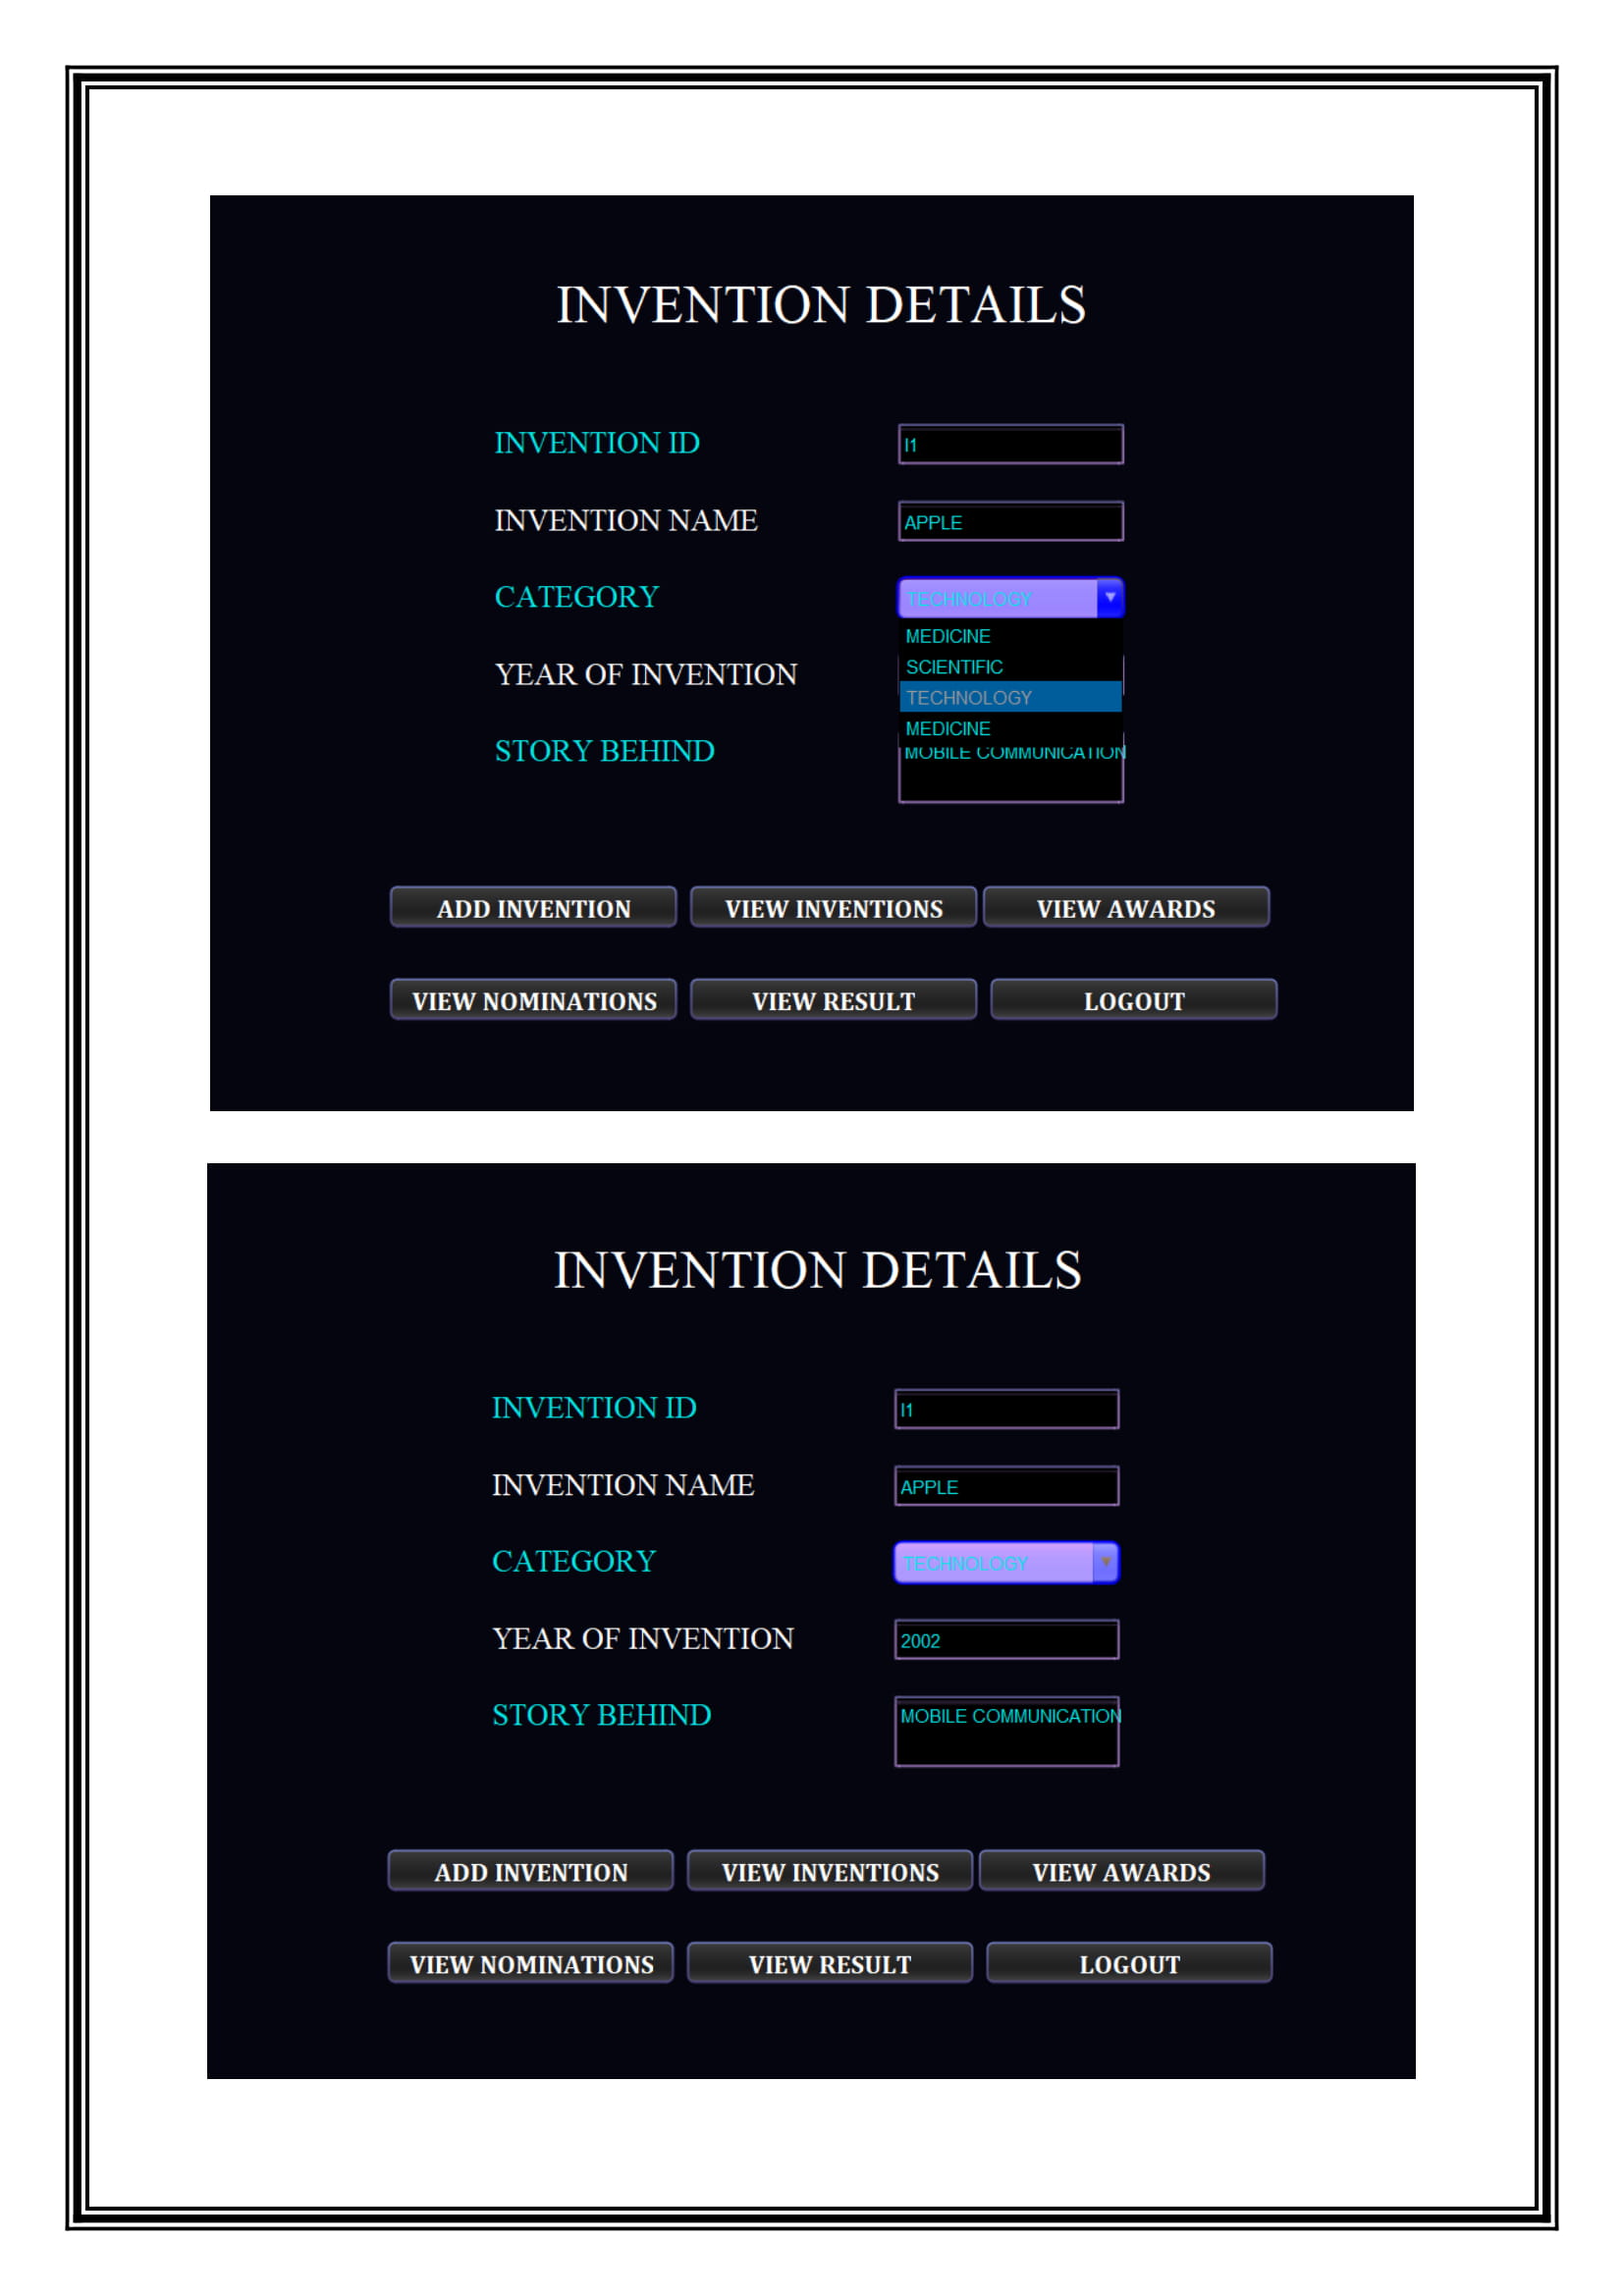 INVENTION DETAILS
INVENTION ID I1
INVENTION NAME APPLE
CATEGORY TECHNOLOGY
MEDICINE
SCIENTIFIC
YEAR OF INVENTION
TECHNOLOGY
MEDICINE
STORY BEHIND MOBILE COMMUNICATION
ADD INVENTION VIEW INVENTIONS VIEW AWARDS
VIEW NOMINATIONS VIEW RESULT LOGOUT
INVENTION DETAILS
INVENTION ID I1
INVENTION NAME APPLE
CATEGORY TECHNOLOGY
YEAR OF INVENTION 2002
STORY BEHIND MOBILE COMMUNICATION
ADD INVENTION VIEW INVENTIONS VIEW AWARDS
VIEW NOMINATIONS VIEW RESULT LOGOUT